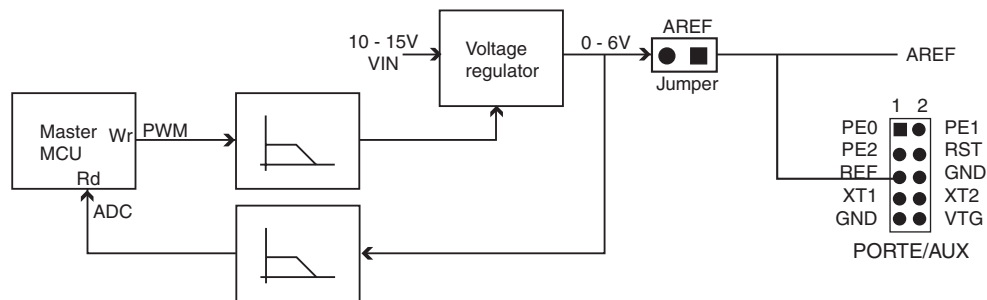 10 - 15V
VIN
Voltage
regulator
0 - 6V
AREF
Jumper
AREF
Master
MCU
Wr
Rd
PWM
ADC
1 2
PE0 PE1
PE2 RST
REF GND
XT1 XT2
GND VTG
PORTE/AUX